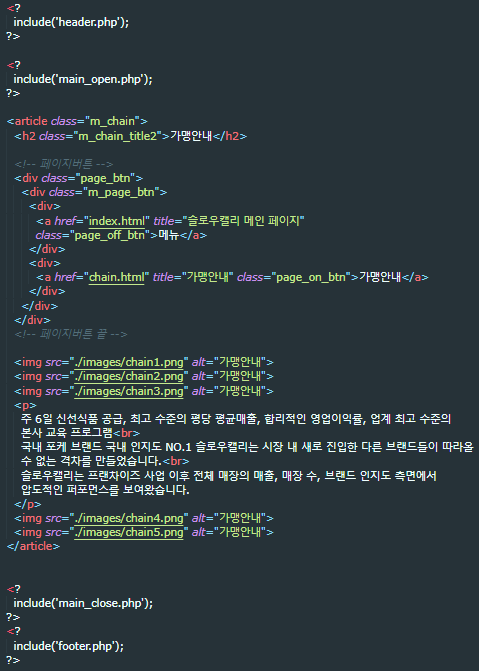 <?
include('header.php');
?>
<?
include('main_open.php');
?>
<article class="m_chain">
<h2 class="m_chain_title2">가맹안내</h2>
<!-- 페이지버튼 -->
<div class="page_btn">
<div class="m_page_btn">
<div>
<a href="index.html" title="슬로우캘리 메인 페이지"
class="page_off_btn">메뉴</a>
</div>
<div>
<a href="chain.html" title="가맹안내" class="page_on_btn">가맹안내</a>
</div>
</div>
</div>
<!-- 페이지버튼 끝 -->
<img src="./images/chain1.png" alt="가맹안내">
<img src="./images/chain2.png" alt="가맹안내">
<img src="./images/chain3.png" alt="가맹안내">
<p>
주 6일 신선식품 공급, 최고 수준의 평당 평균매출, 합리적인 영업이익률, 업계 최고 수준의
본사 교육 프로그램<br>
국내 포케 브랜드 국내 인지도 NO.1 슬로우캘리는 시장 내 새로 진입한 다른 브랜드들이 따라올
수 없는 격차를 만들었습니다.<br>
슬로우캘리는 프랜차이즈 사업 이후 전체 매장의 매출, 매장 수, 브랜드 인지도 측면에서
압도적인 퍼포먼스를 보여왔습니다.
</p>
<img src="./images/chain4.png" alt="가맹안내">
<img src="./images/chain5.png" alt="가맹안내">
</article>
<?
include('main_close.php');
?>
<?
include('footer.php');
?>